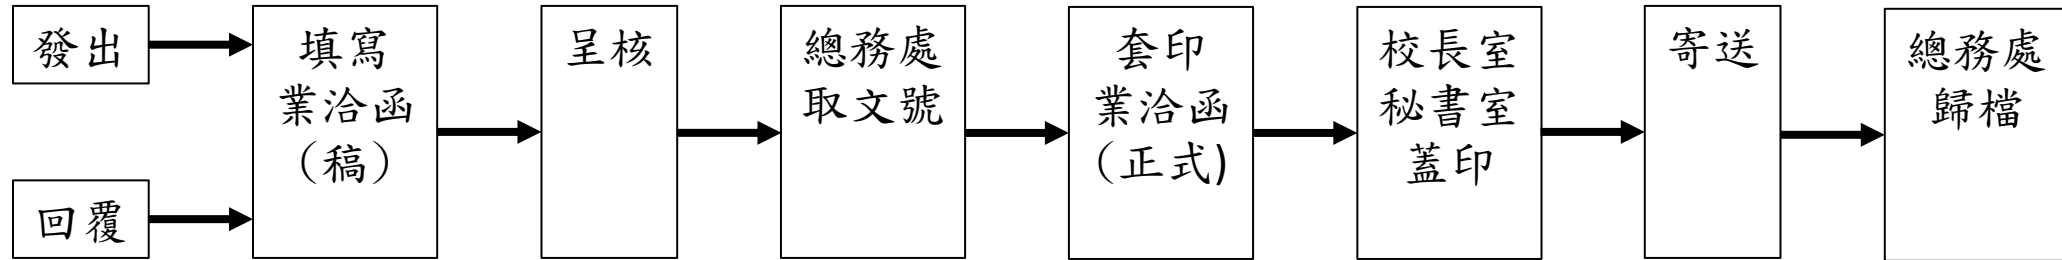 發出
回覆
填寫
業洽函
（稿）
呈核
總務處
取文號
套印
業洽函
（正式)
校長室
秘書室
蓋印
寄送
總務處
歸檔